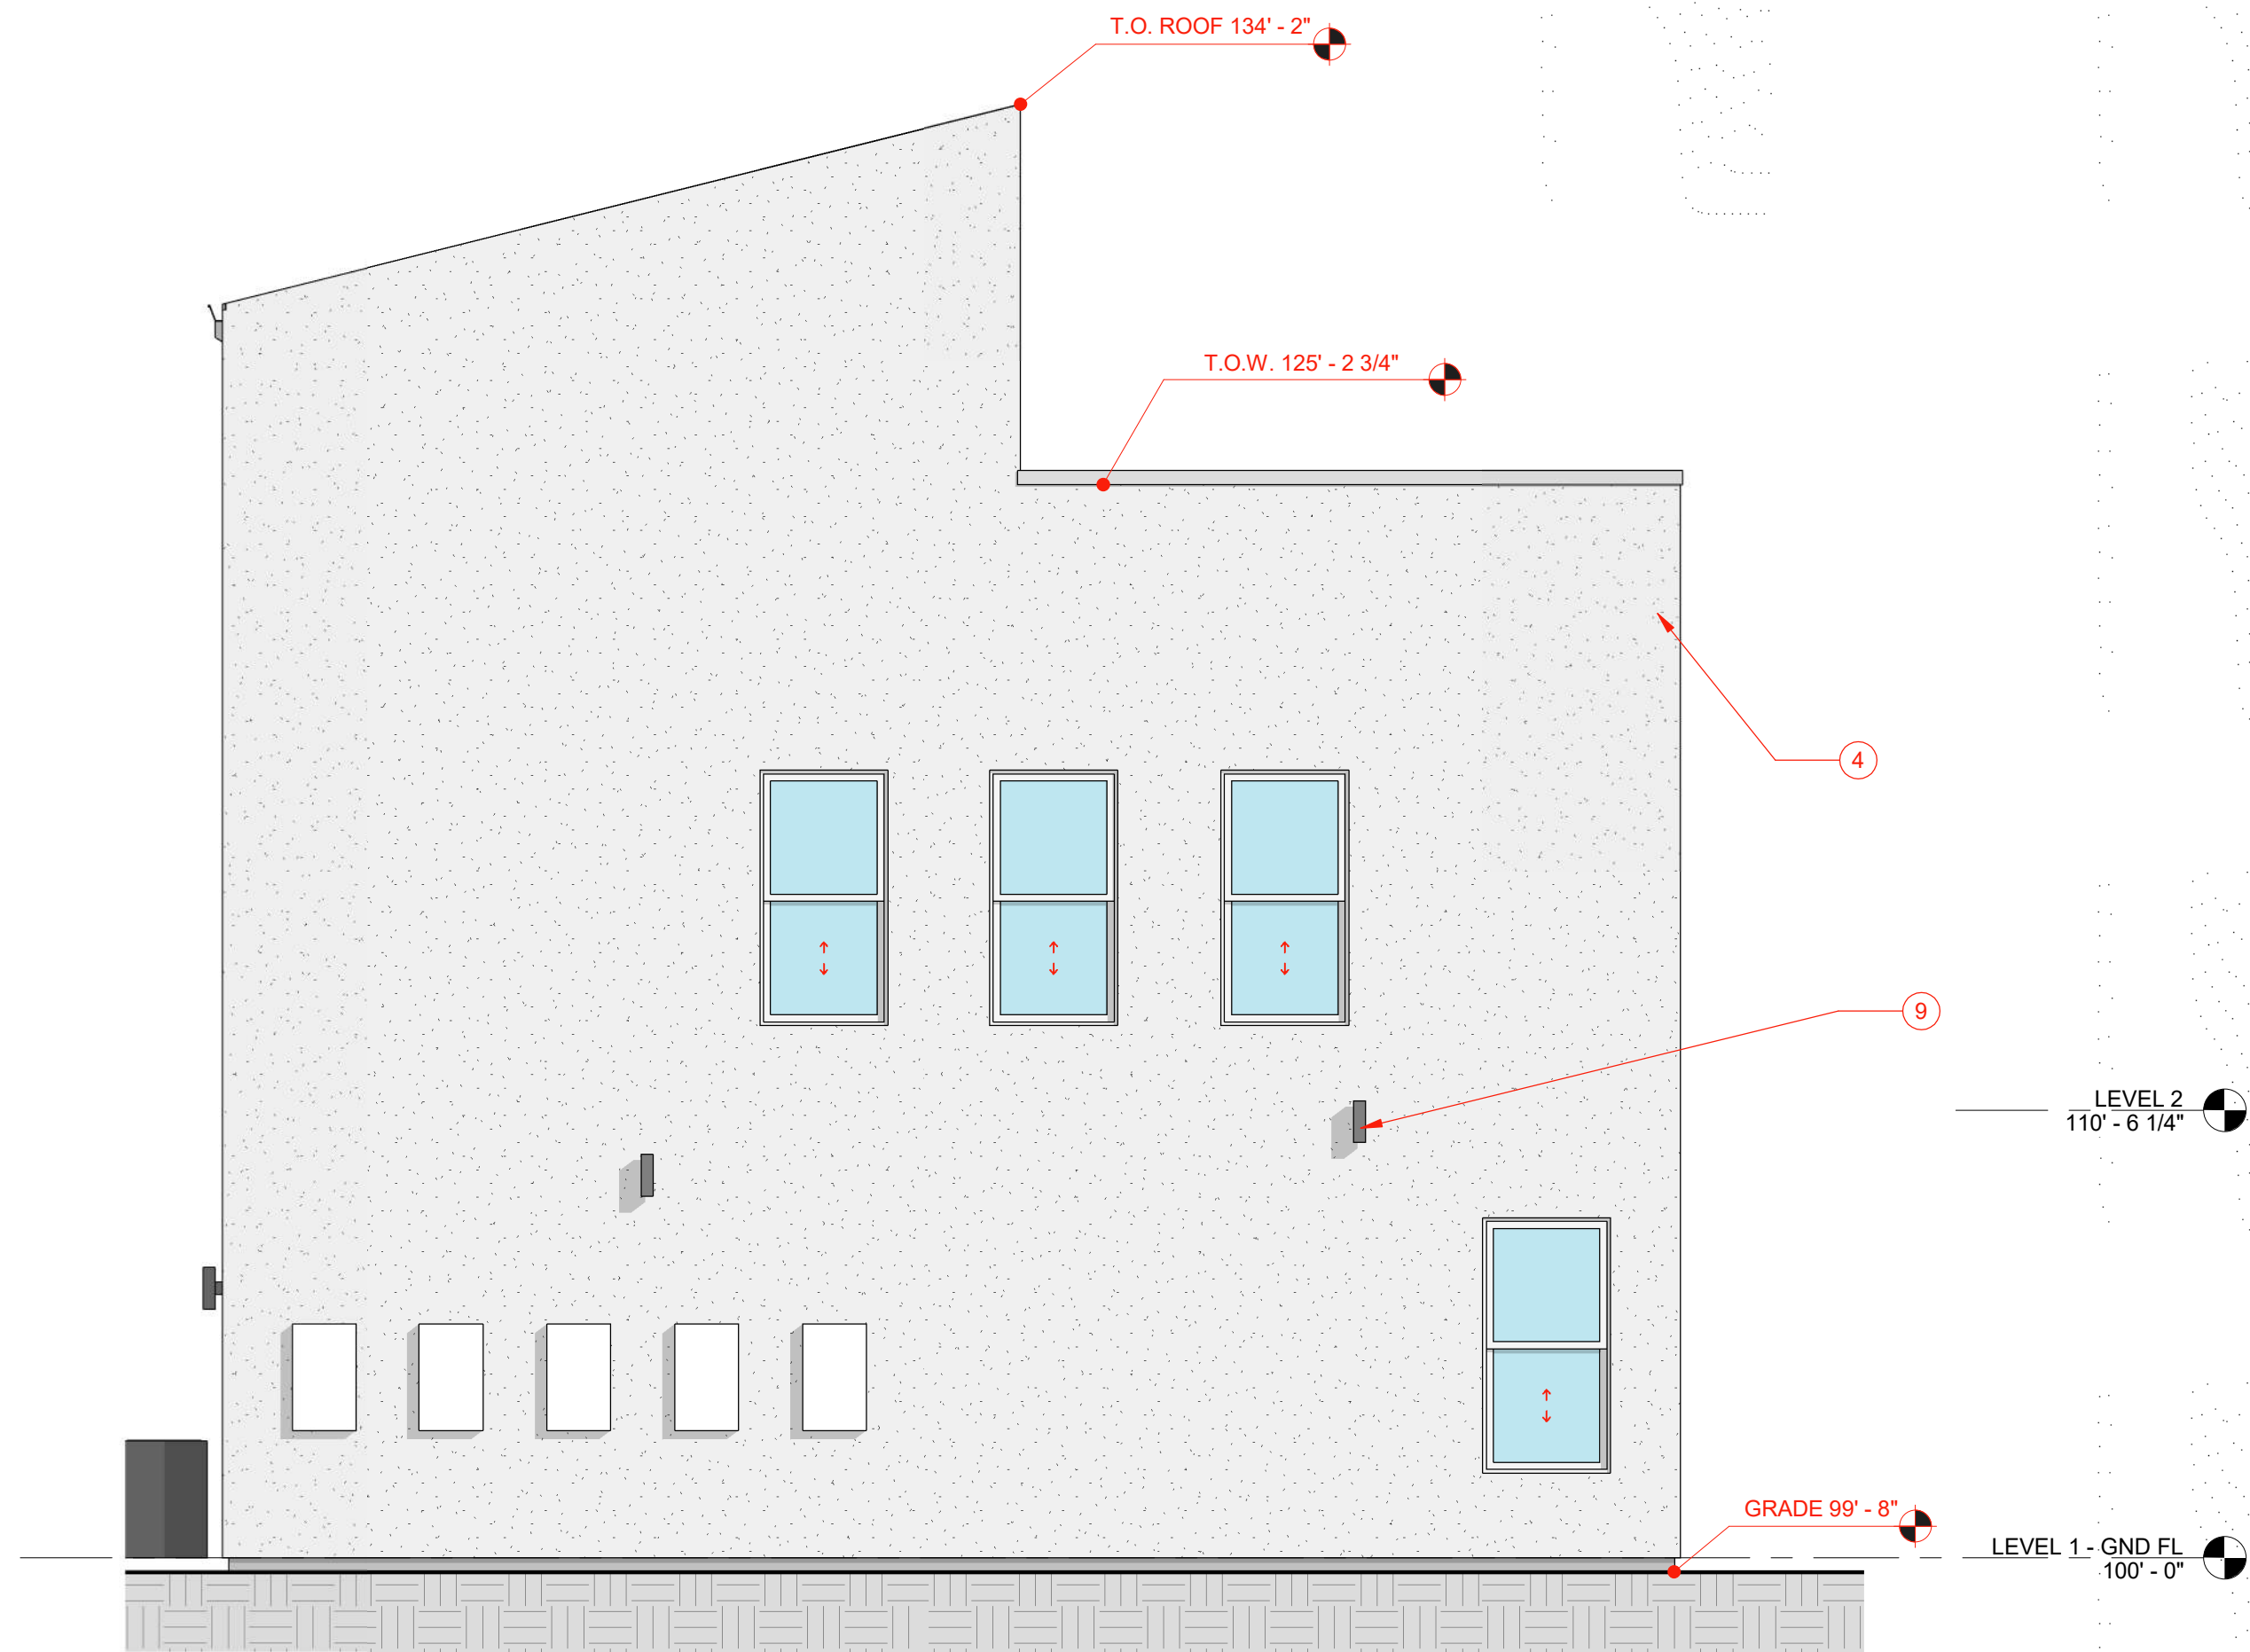 T.O. ROOF 134' - 2"
T.O.W. 125' - 2 3/4"
4
9
LEVEL 2
110' - 6 1/4"
GRADE 99' - 8"
LEVEL 1 - GND FL
100' - 0"